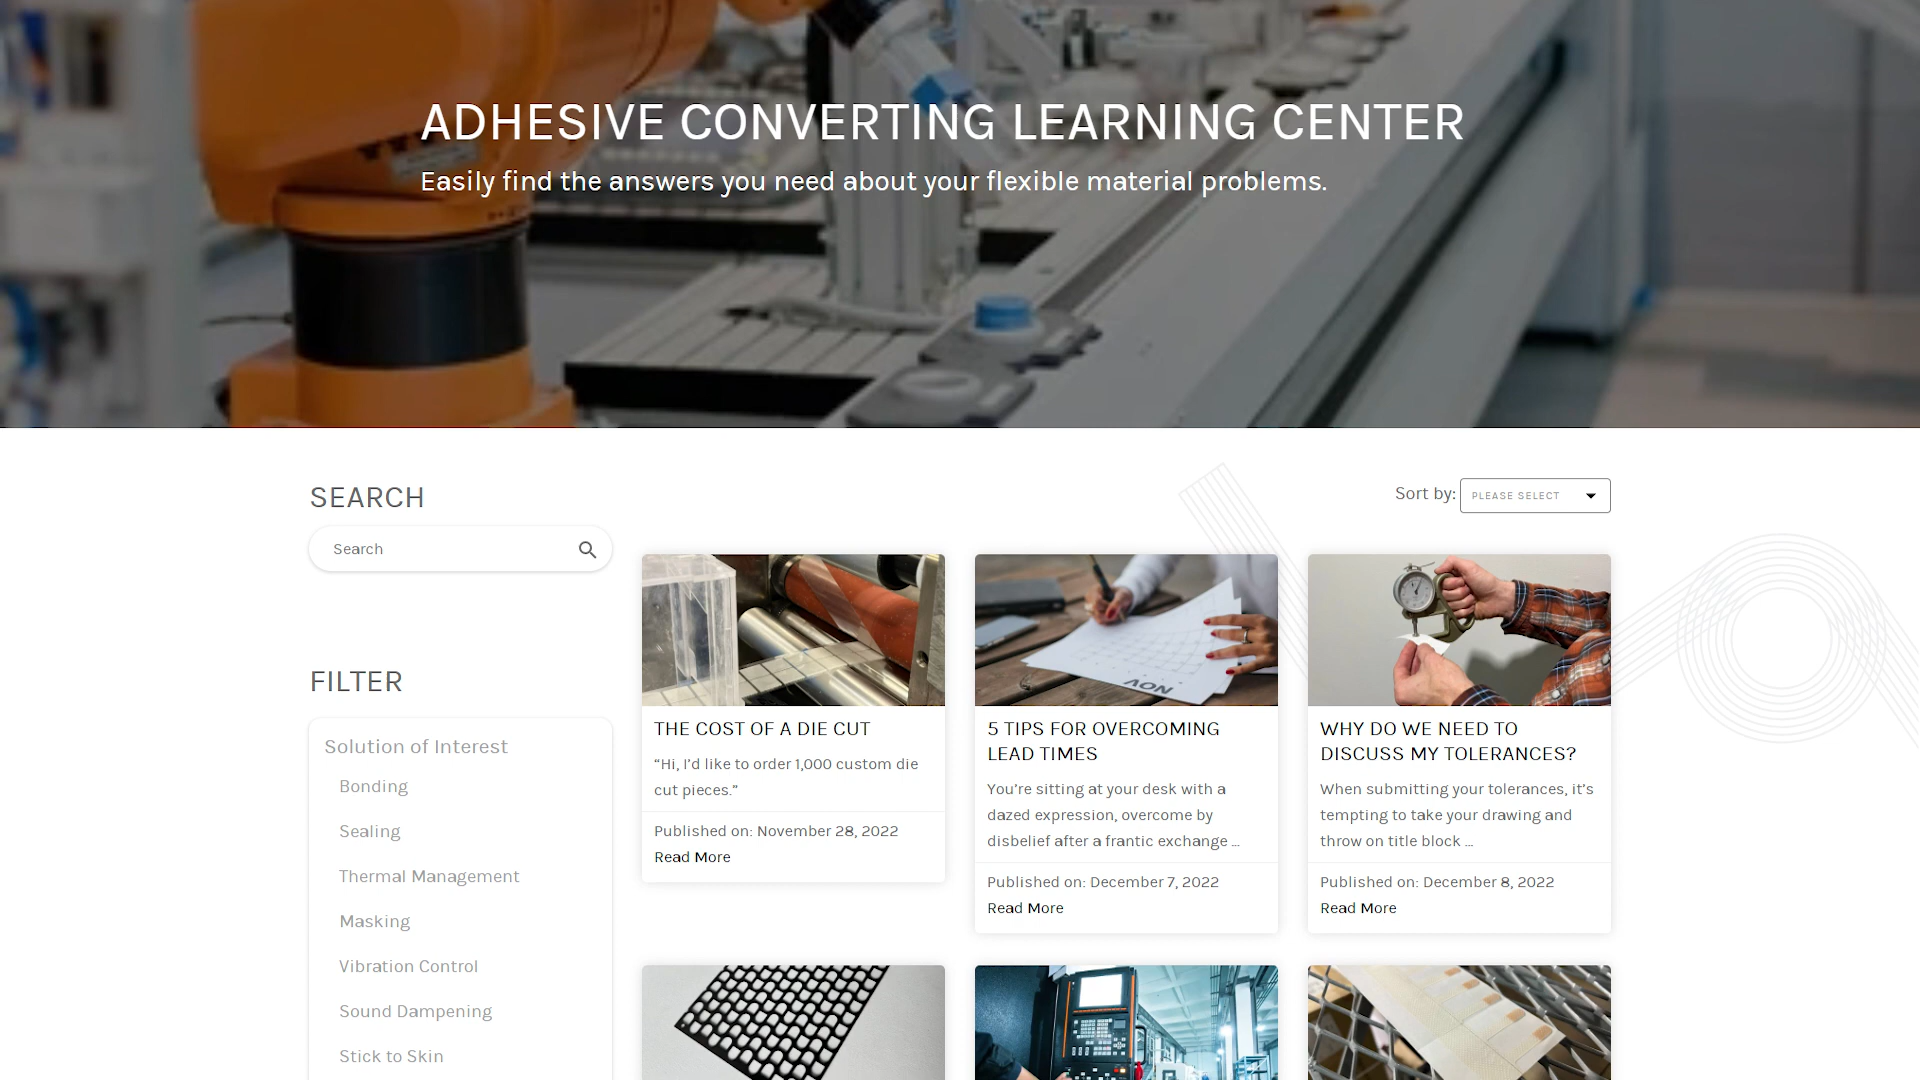 ADHESIVE CONVERTING LEARNING CENTER
Easily find the answers you need about your flexible material problems.
SEARCH
Search
FILTER
Solution of Interest
Bonding
Sealing
Thermal Management
Masking
Vibration Control
Sound Dampening
Stick to Skin
Sort by: PLEASE SELECT
THE COST OF A DIE CUT
“Hi, I’d like to order 1,000 custom die
cut pieces.”
Published on: November 28, 2022
Read More
NOV
5 TIPS FOR OVERCOMING
LEAD TIMES
You’re sitting at your desk with a
dazed expression, overcome by
disbelief after a frantic exchange ...
Published on: December 7, 2022
Read More
WHY DO WE NEED TO
DISCUSS MY TOLERANCES?
When submitting your tolerances, it’s
tempting to take your drawing and
throw on title block ...
Published on: December 8, 2022
Read More